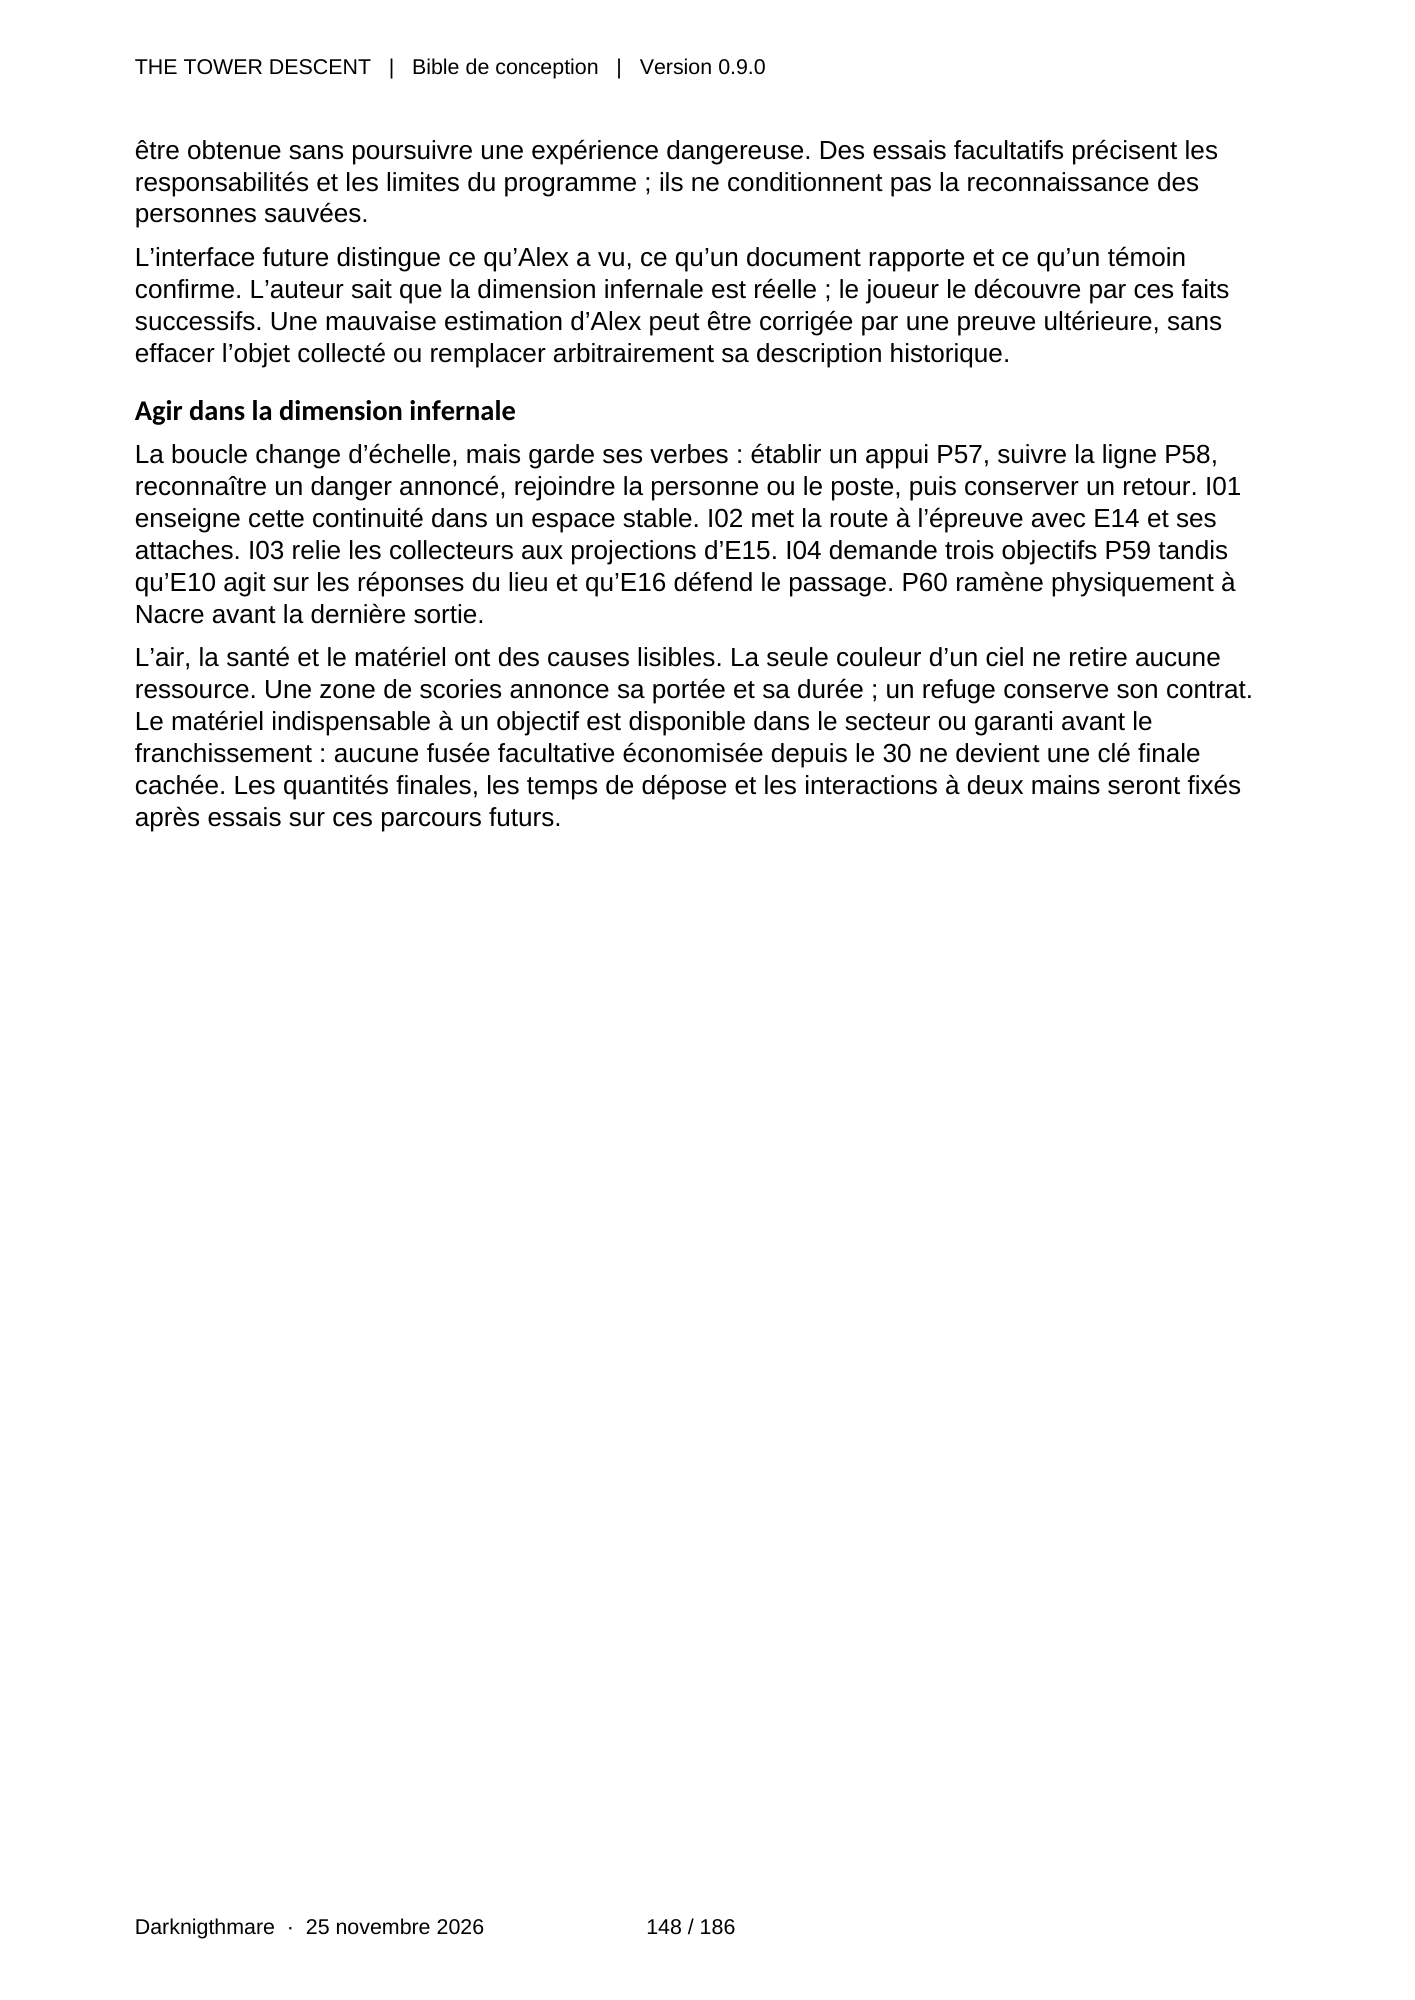 THE TOWER DESCENT | Bible de conception | Version 0.9.0
être obtenue sans poursuivre une expérience dangereuse. Des essais facultatifs précisent les
responsabilités et les limites du programme ; ils ne conditionnent pas la reconnaissance des
personnes sauvées.
L’interface future distingue ce qu’Alex a vu, ce qu’un document rapporte et ce qu’un témoin
confirme. L’auteur sait que la dimension infernale est réelle ; le joueur le découvre par ces faits
successifs. Une mauvaise estimation d’Alex peut être corrigée par une preuve ultérieure, sans
effacer l’objet collecté ou remplacer arbitrairement sa description historique.
Agir dans la dimension infernale
La boucle change d’échelle, mais garde ses verbes : établir un appui P57, suivre la ligne P58,
reconnaître un danger annoncé, rejoindre la personne ou le poste, puis conserver un retour. I01
enseigne cette continuité dans un espace stable. I02 met la route à l’épreuve avec E14 et ses
attaches. I03 relie les collecteurs aux projections d’E15. I04 demande trois objectifs P59 tandis
qu’E10 agit sur les réponses du lieu et qu’E16 défend le passage. P60 ramène physiquement à
Nacre avant la dernière sortie.
L’air, la santé et le matériel ont des causes lisibles. La seule couleur d’un ciel ne retire aucune
ressource. Une zone de scories annonce sa portée et sa durée ; un refuge conserve son contrat.
Le matériel indispensable à un objectif est disponible dans le secteur ou garanti avant le
franchissement : aucune fusée facultative économisée depuis le 30 ne devient une clé finale
cachée. Les quantités finales, les temps de dépose et les interactions à deux mains seront fixés
après essais sur ces parcours futurs.
Darknigthmare · 25 novembre 2026 148 / 186